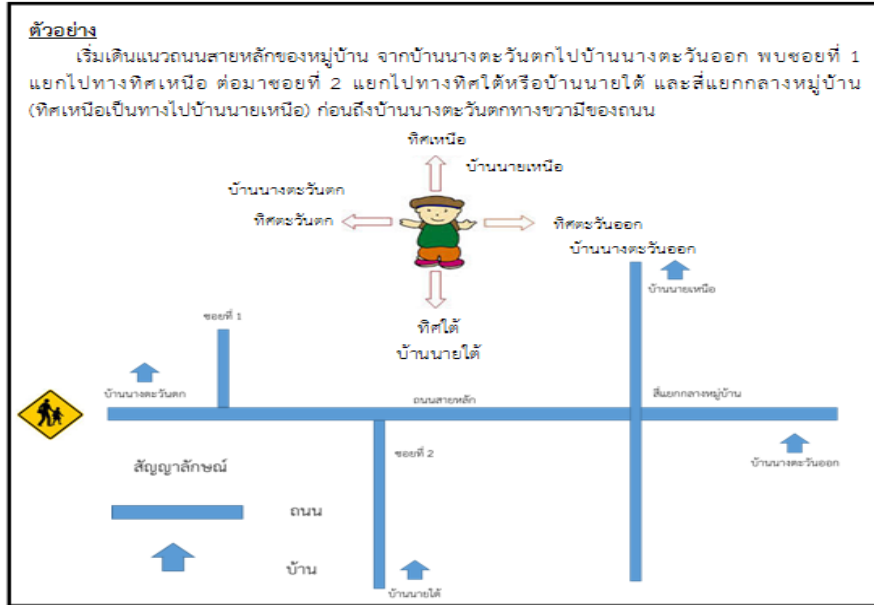 ตัวอย่าง
เริ่มเดินแนวถนนสายหลักของหมู่บ้าน จากบ้านนางตะวันตกไปบ้านนางตะวันออก พบซอยที่ 1
แยกไปทางทิศเหนือ ต่อมาซอยที่ 2 แยกไปทางทิศใต้หรือบ้านนายใต้ และสี่แยกกลางหมู่บ้าน
(ทิศเหนือเป็นทางไปบ้านนายเหนือ) ก่อนถึงบ้านนางตะวันตกทางขวามีของถนน
ทิศเหนือ
บ้านนายเหนือ
บ้านนางตะวันตก
ทิศตะวันตก
ทิศตะวันออก
บ้านนางตะวันออก
ทิศใต้
บ้านนายใต้
บ้านนายเหนือ
ซอยที่ 1
บ้านนางตะวันตก
ถนนสายหลัก
สี่แยกกลางหมู่บ้าน
ซอยที่ 2
บ้านนางตะวันออก
สัญญาลักษณ์
ถนน
บ้าน
บ้านนายใต้